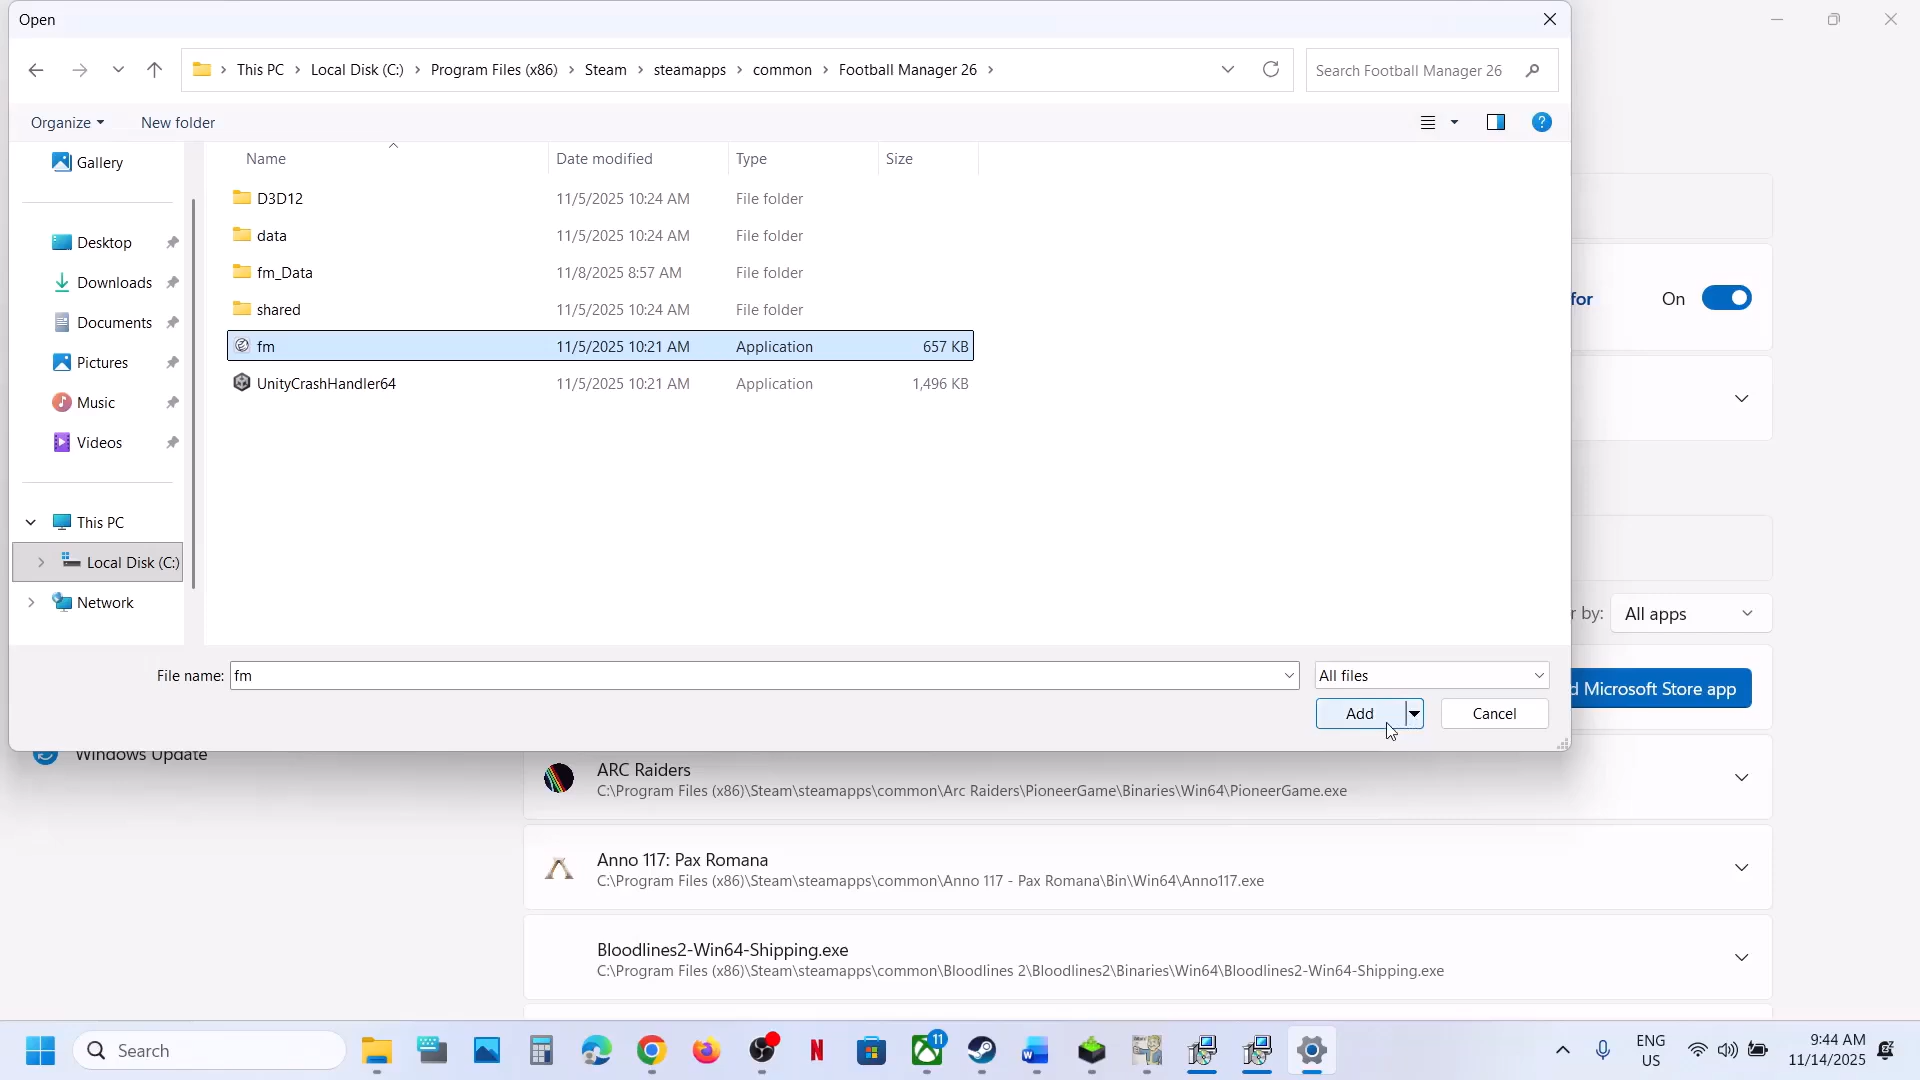 Open
This PC
Local Disk (C:)
Program Files (x86)
Steam
steamapps
common
Football Manager 26
Search Football Manager 26
Organize
New folder
Name
Date modified
Type
Size
Gallery
Desktop
Downloads
Documents
Pictures
Music
Videos
This PC
Local Disk (C:)
Network
D3D12 11/5/2025 10:24 AM File folder
data 11/5/2025 10:24 AM File folder
fm_Data 11/8/2025 8:57 AM File folder
shared 11/5/2025 10:24 AM File folder
fm 11/5/2025 10:21 AM Application 657 KB
UnityCrashHandler64 11/5/2025 10:21 AM Application 1,496 KB
for
On
File name: fm
All files
Add
Cancel
by:
All apps
Microsoft Store app
Windows Update
ARC Raiders
C:\Program Files (x86)\Steam\steamapps\common\Arc Raiders\PioneerGame\Binaries\Win64\PioneerGame.exe
Anno 117: Pax Romana
C:\Program Files (x86)\Steam\steamapps\common\Anno 117 - Pax Romana\Bin\Win64\Anno117.exe
Bloodlines2-Win64-Shipping.exe
C:\Program Files (x86)\Steam\steamapps\common\Bloodlines 2\Bloodlines2\Binaries\Win64\Bloodlines2-Win64-Shipping.exe
Search
11
ENG
US
9:44 AM
11/14/2025